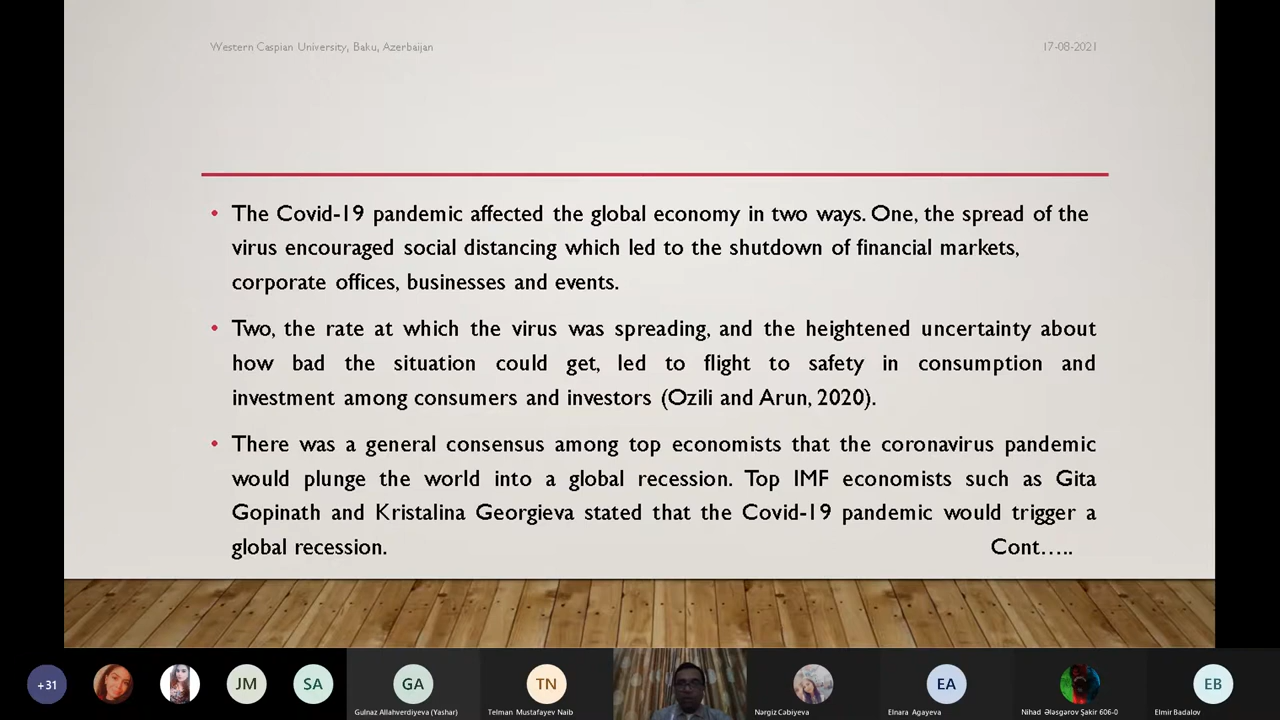 Western Caspian University, Baku, Azerbaijan
17-08-2021
• The Covid-19 pandemic affected the global economy in two ways. One, the spread of the
virus encouraged social distancing which led to the shutdown of financial markets,
corporate offices, businesses and events.
• Two, the rate at which the virus was spreading, and the heightened uncertainty about
how bad the situation could get, led to flight to safety in consumption and
investment among consumers and investors (Ozili and Arun, 2020).
• There was a general consensus among top economists that the coronavirus pandemic
would plunge the world into a global recession. Top IMF economists such as Gita
Gopinath and Kristalina Georgieva stated that the Covid-19 pandemic would trigger a
global recession. Cont…..
+31
JM
SA
GA
Gulnaz Allahverdiyeva (Yashar)
TN
Telman Mustafayev Naib
Nərgiz Cəbiyeva
EA
Elnara Agayeva
Nihad Ələsgərov Şakir 606-0
EB
Elmir Badalov